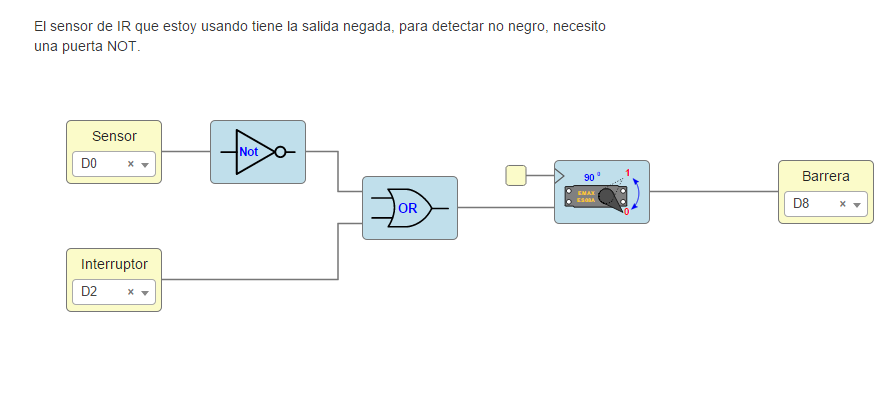 El sensor de IR que estoy usando tiene la salida negada, para detectar no negro, necesito
una puerta NOT.
Sensor
D0 × ▾
Not
Interruptor
D2 × ▾
OR
90 º
1
EMAX
ES08A
0
Barrera
D8 × ▾